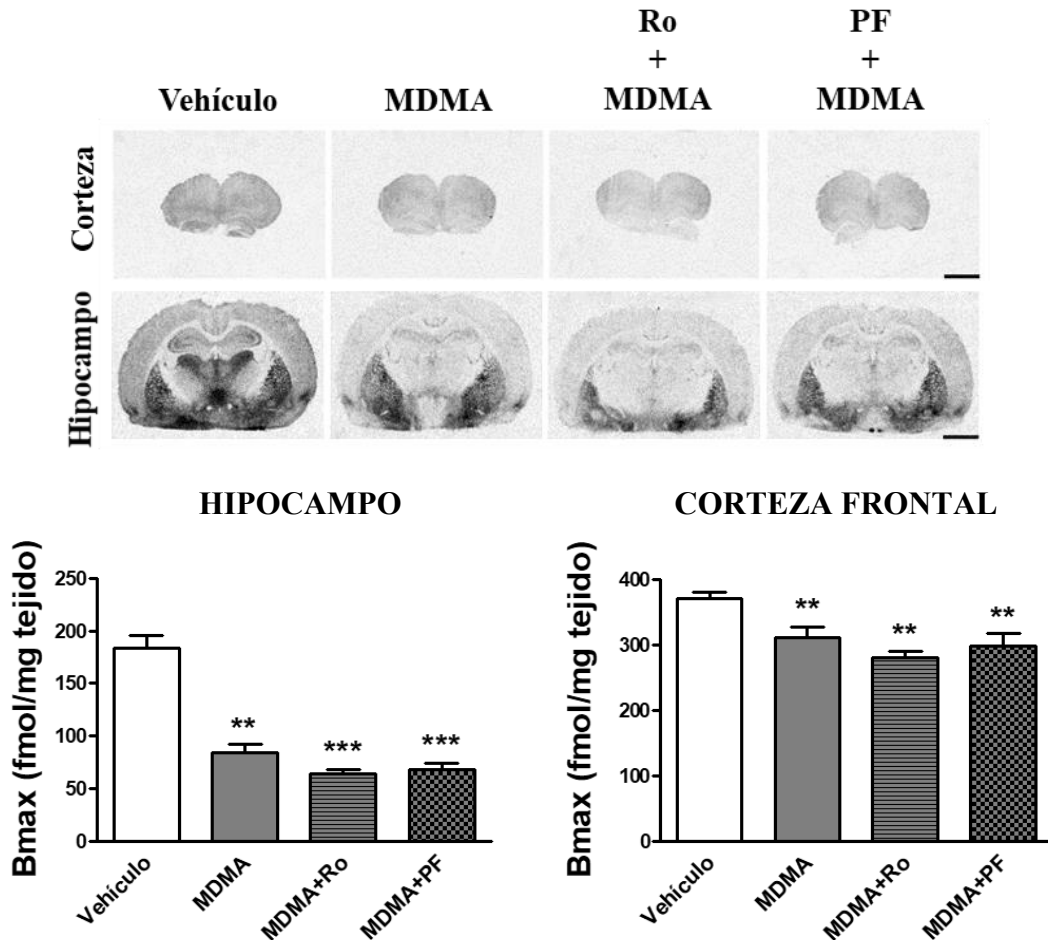 Ro
+
MDMA
PF
+
MDMA
Vehículo
MDMA
Corteza
Hipocampo
HIPOCAMPO
Bmax (fmol/mg tejido)
250
200
150
100
50
0
**
***
***
Vehículo
MDMA
MDMA+Ro
MDMA+PF
CORTEZA FRONTAL
Bmax (fmol/mg tejido)
400
300
200
100
0
**
**
**
Vehículo
MDMA
MDMA+Ro
MDMA+PF